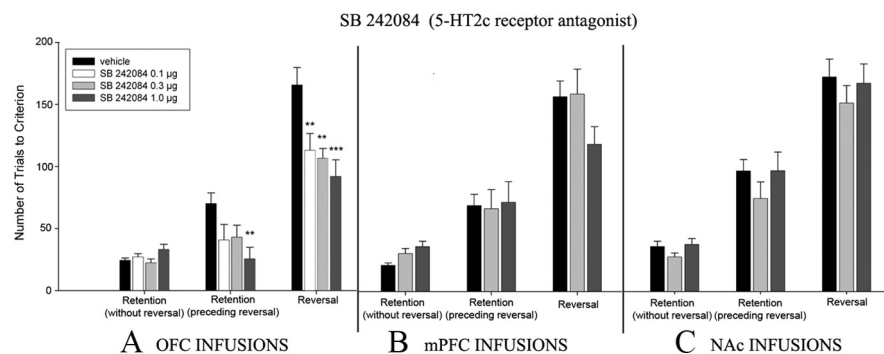 SB 242084 (5-HT2c receptor antagonist)
Number of Trials to Criterion
200
150
100
50
0
vehicle
SB 242084 0.1 µg
SB 242084 0.3 µg
SB 242084 1.0 µg
**
** ** ***
Retention
(without reversal)
Retention
(preceding reversal)
Reversal
A OFC INFUSIONS
Retention
(without reversal)
Retention
(preceding reversal)
Reversal
B mPFC INFUSIONS
Retention
(without reversal)
Retention
(preceding reversal)
Reversal
C NAc INFUSIONS